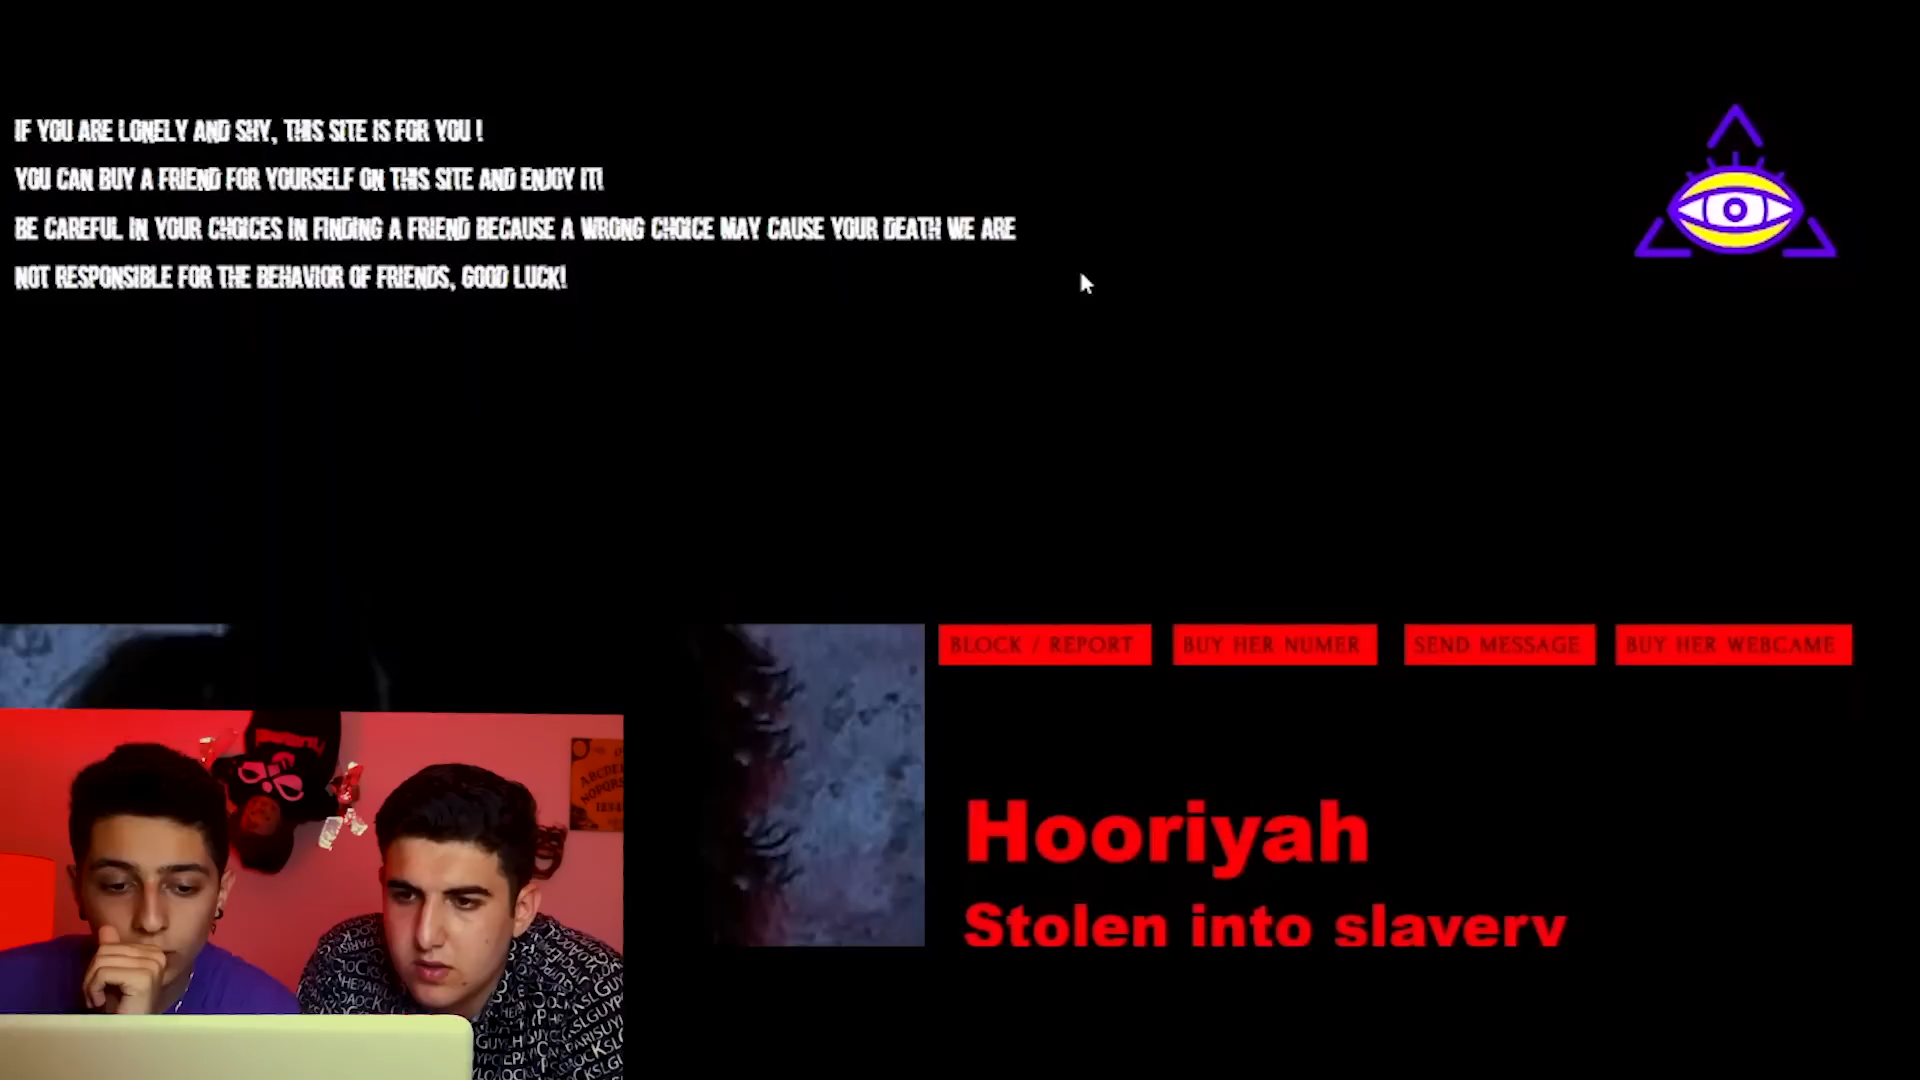 IF YOU ARE LONELY AND SHY, THIS SITE IS FOR YOU !
YOU CAN BUY A FRIEND FOR YOURSELF ON THIS SITE AND ENJOY IT!
BE CAREFUL IN YOUR CHOICES IN FINDING A FRIEND BECAUSE A WRONG CHOICE MAY CAUSE YOUR DEATH WE ARE
NOT RESPONSIBLE FOR THE BEHAVIOR OF FRIENDS, GOOD LUCK!
BLOCK / REPORT
BUY HER NUMER
SEND MESSAGE
BUY HER WEBCAME
Hooriyah
Stolen into slavery